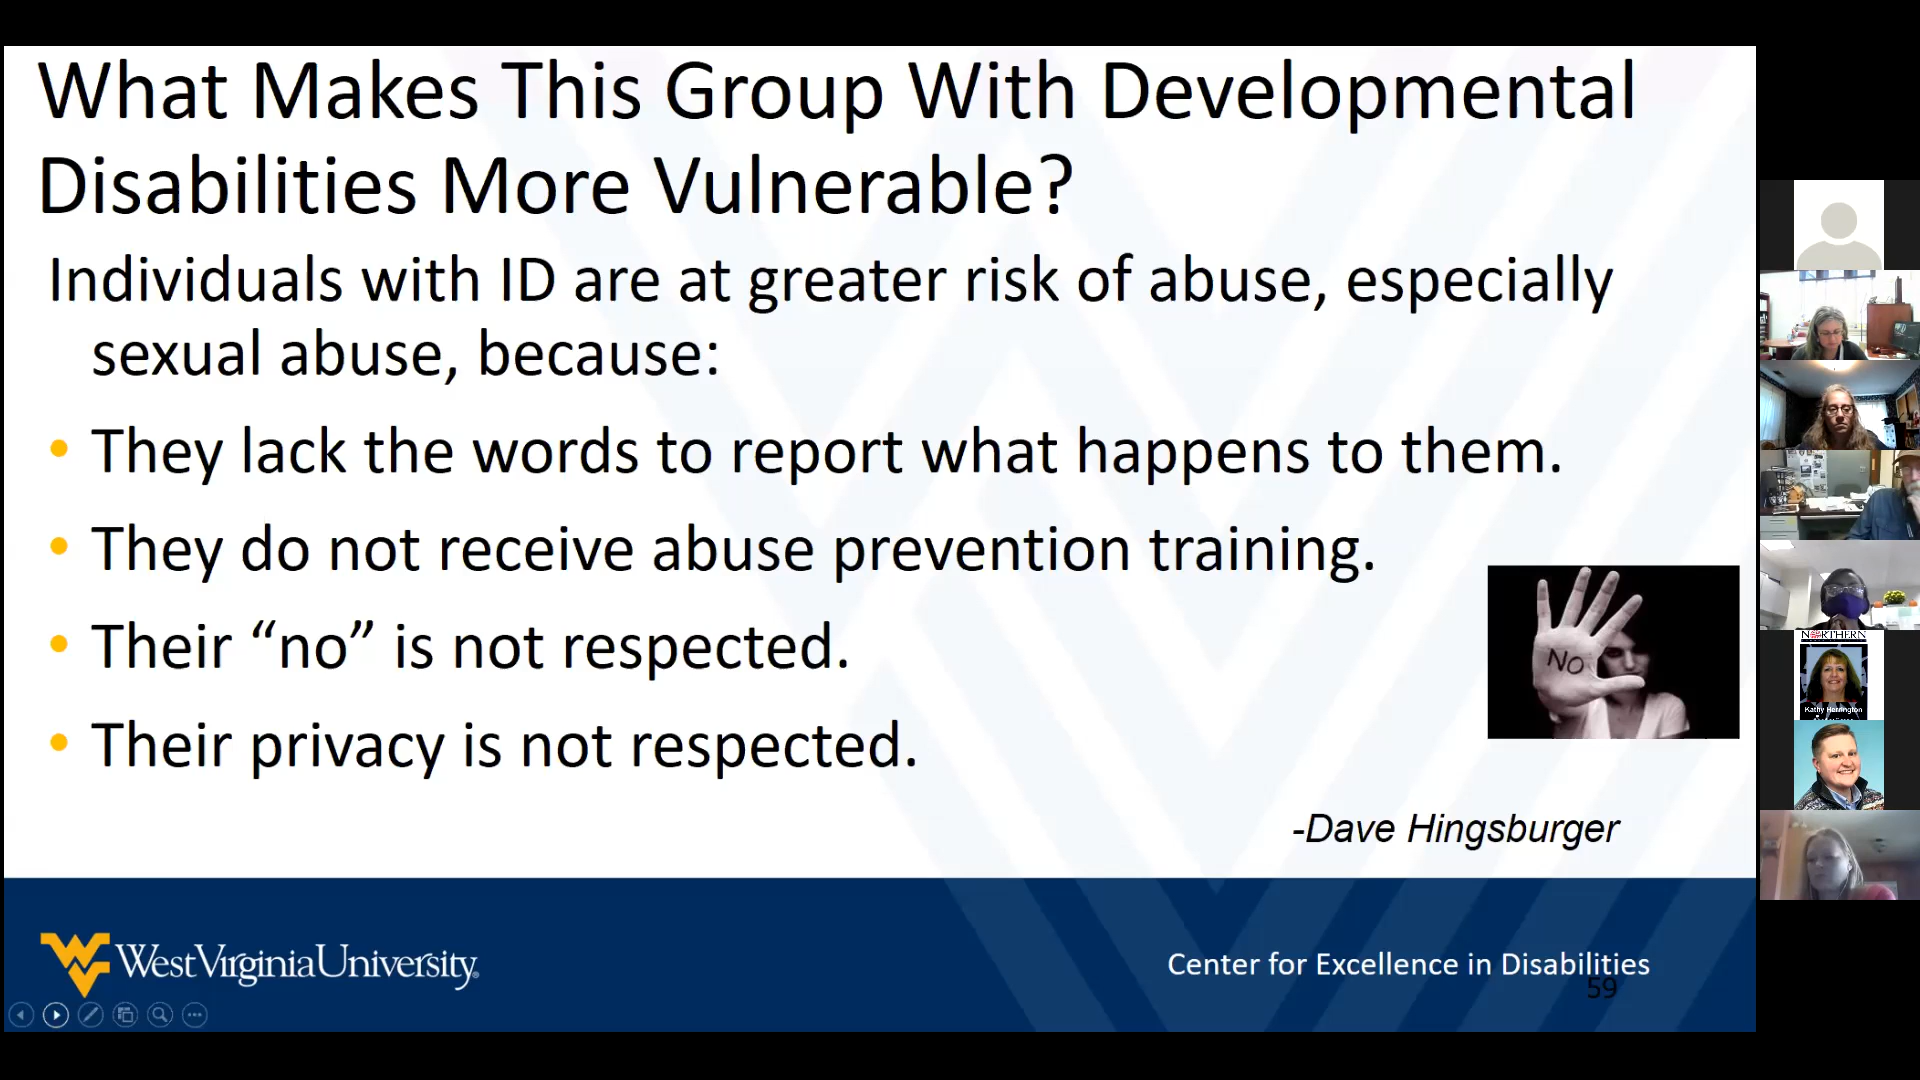 What Makes This Group With Developmental
Disabilities More Vulnerable?
Individuals with ID are at greater risk of abuse, especially
sexual abuse, because:
• They lack the words to report what happens to them.
• They do not receive abuse prevention training.
• Their “no” is not respected.
• Their privacy is not respected.
NO
-Dave Hingsburger
WestVirginiaUniversity®
Center for Excellence in Disabilities
59
NORTHERN
Kathy Herrington